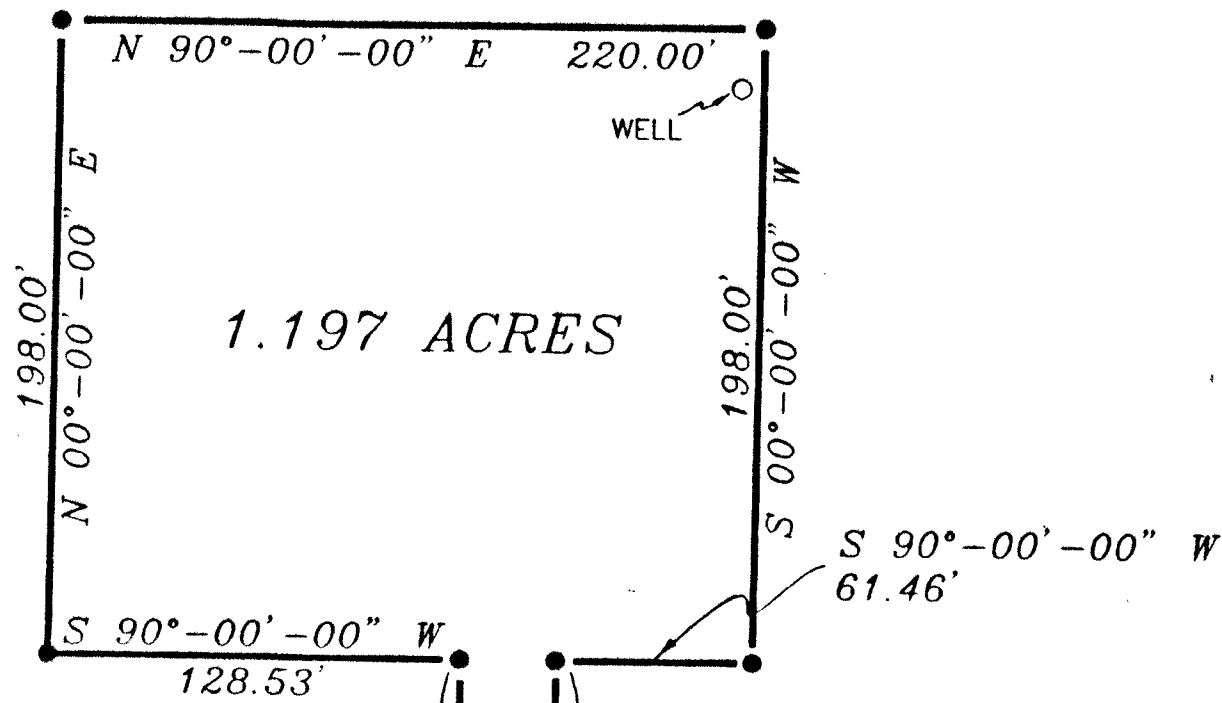 N 90°-00'-00" E 220.00'
WELL
198.00'
N 00°-00'-00" E
1.197 ACRES
198.00'
S 00°-00'-00" W
S 90°-00'-00" W
61.46'
S 90°-00'-00" W
128.53'